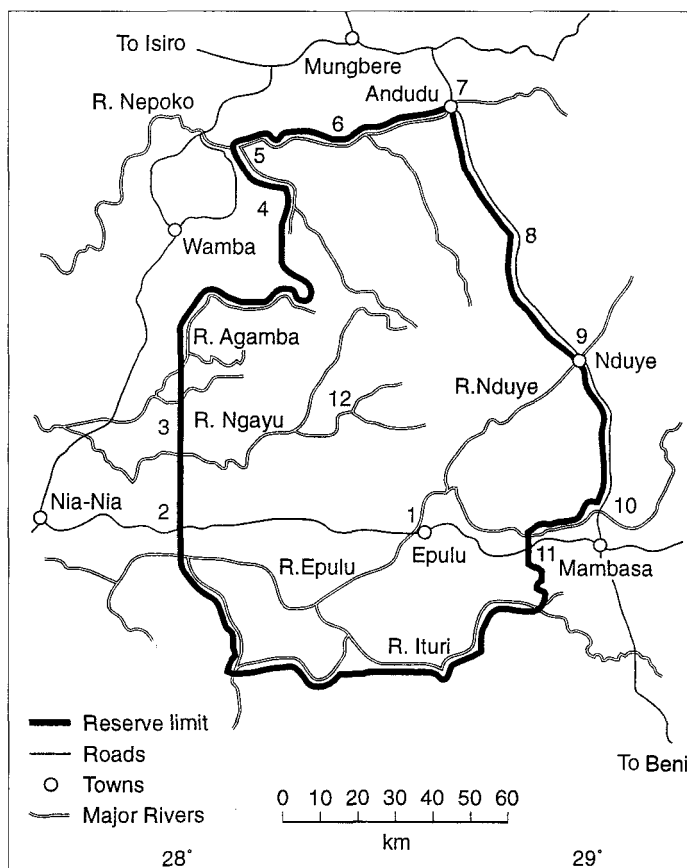 To Isiro
Mungbere
7
Andudu
R. Nepoko
6
5
4
8
Wamba
9
R. Agamba
Nduye
R.Nduye
12
R. Ngayu
3
Nia-Nia
2
1
10
Epulu
11
Mambasa
R.Epulu
R. Ituri
Reserve limit
Roads
Towns
Major Rivers
To Beni
0 10 20 30 40 50 60
km
28° 29°